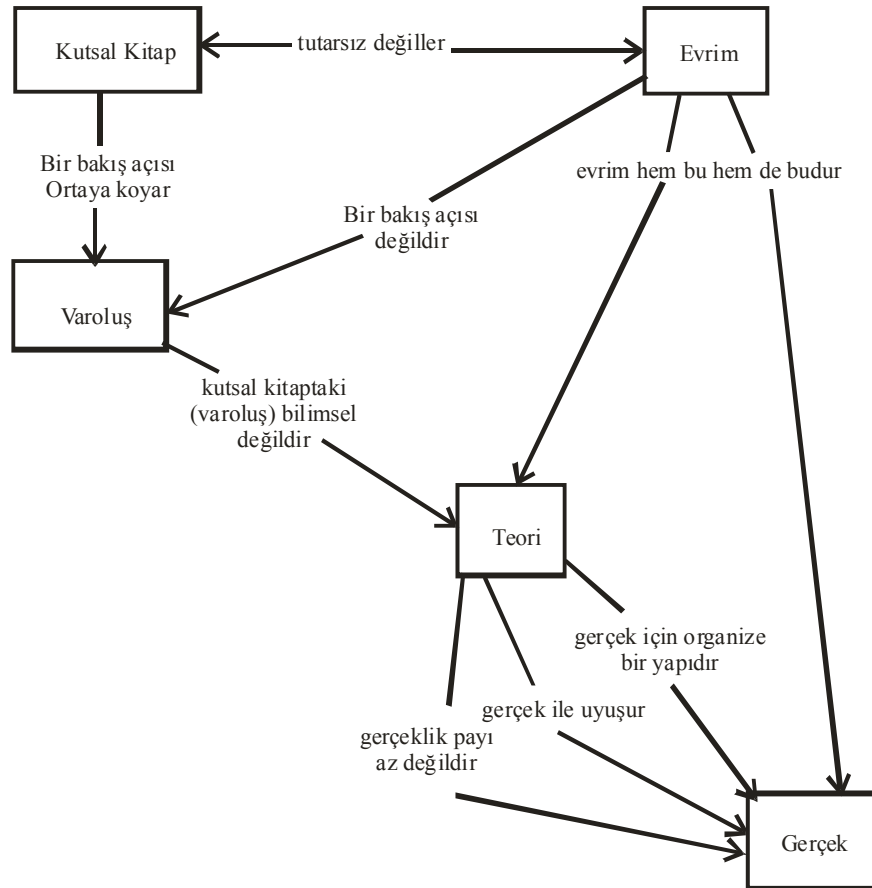 Kutsal Kitap
tutarsız değiller
Evrim
Bir bakış açısı
Ortaya koyar
evrim hem bu hem de budur
Bir bakış açısı
değildir
Varoluş
kutsal kitaptaki
(varoluş) bilimsel
değildir
Teori
gerçek için organize
bir yapıdır
gerçek ile uyuşur
gerçeklik payı
az değildir
Gerçek